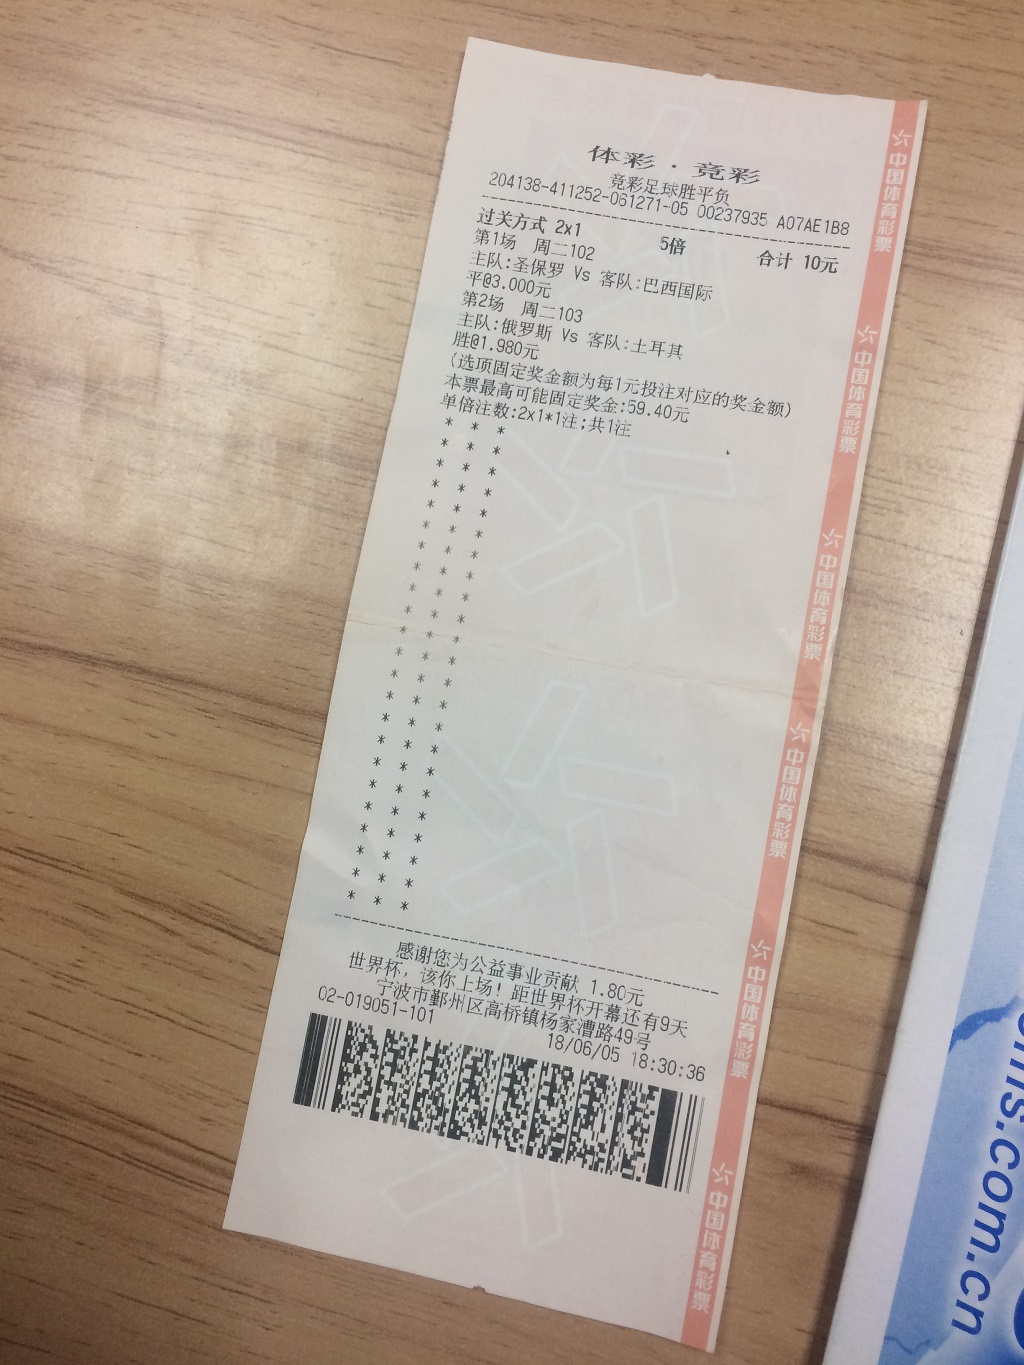 体彩·竞彩
竞彩足球胜平负
204138-411252-061271-05 00237935 A07AE1B8
过关方式 2x1 5倍 合计 10元
第1场 周二102
主队:圣保罗 Vs 客队:巴西国际
平@3.000元
第2场 周二103
主队:俄罗斯 Vs 客队:土耳其
胜@1.980元
(选项固定奖金额为每1元投注对应的奖金额)
本票最高可能固定奖金:59.40元
单倍注数:2x1*1注;共1注
感谢您为公益事业贡献 1.80元
世界杯，该你上场！距世界杯开幕还有9天
宁波市鄞州区高桥镇杨家漕路49号
02-019051-101 18/06/05 18:30:36
中国体育彩票
中国体育彩票
中国体育彩票
中国体育彩票
中国体育彩票
中国体育彩票
ms.com.cn